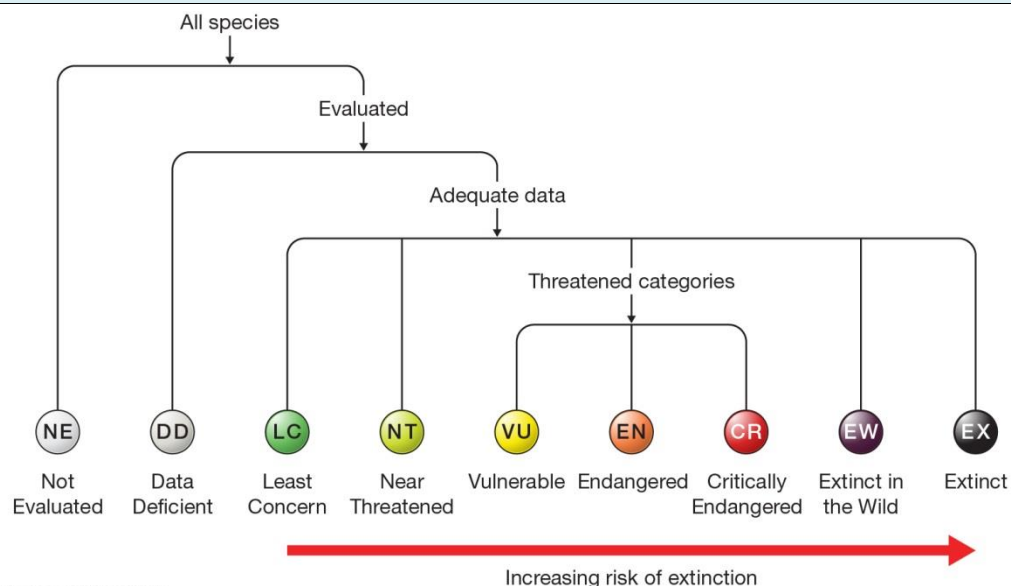 All species
Evaluated
Adequate data
Threatened categories
NE DD LC NT VU EN CR EW EX
Not Evaluated
Data Deficient
Least Concern
Near Threatened
Vulnerable
Endangered
Critically Endangered
Extinct in the Wild
Extinct
Increasing risk of extinction